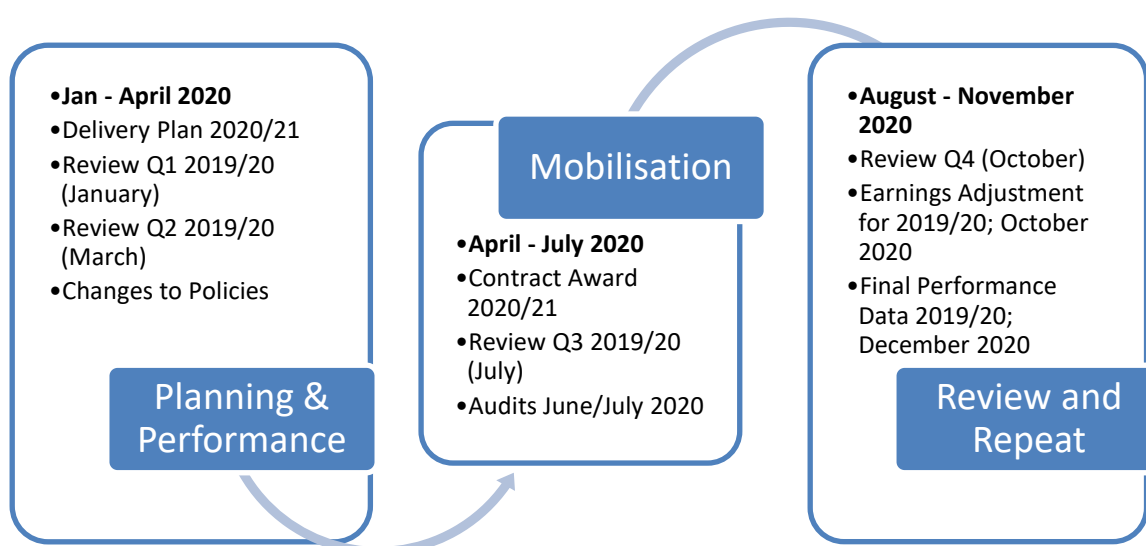 •Jan - April 2020
•Delivery Plan 2020/21
•Review Q1 2019/20
(January)
•Review Q2 2019/20
(March)
•Changes to Policies
Planning &
Performance
Mobilisation
•April - July 2020
•Contract Award
2020/21
•Review Q3 2019/20
(July)
•Audits June/July 2020
•August - November
2020
•Review Q4 (October)
•Earnings Adjustment
for 2019/20; October
2020
•Final Performance
Data 2019/20;
December 2020
Review and
Repeat